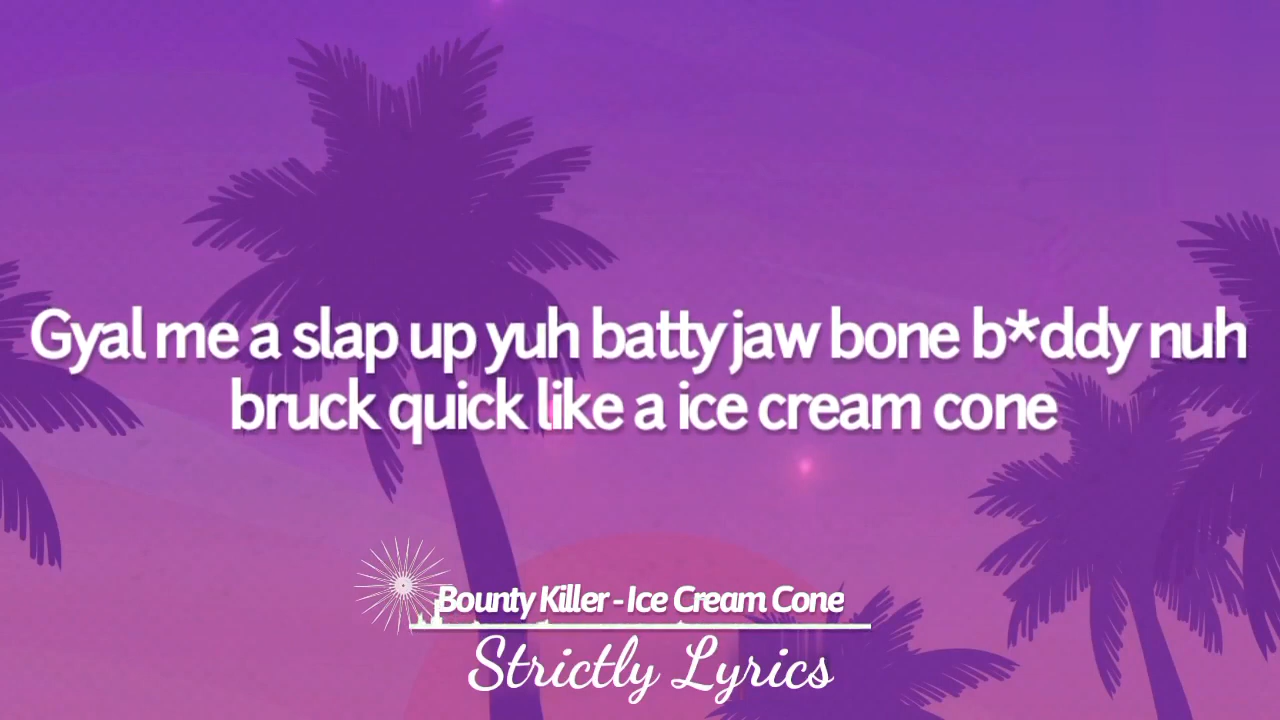 Gyal me a slap up yuh batty jaw bone b*ddy nuh
bruck quick like a ice cream cone
Bounty Killer - Ice Cream Cone
Strictly Lyrics